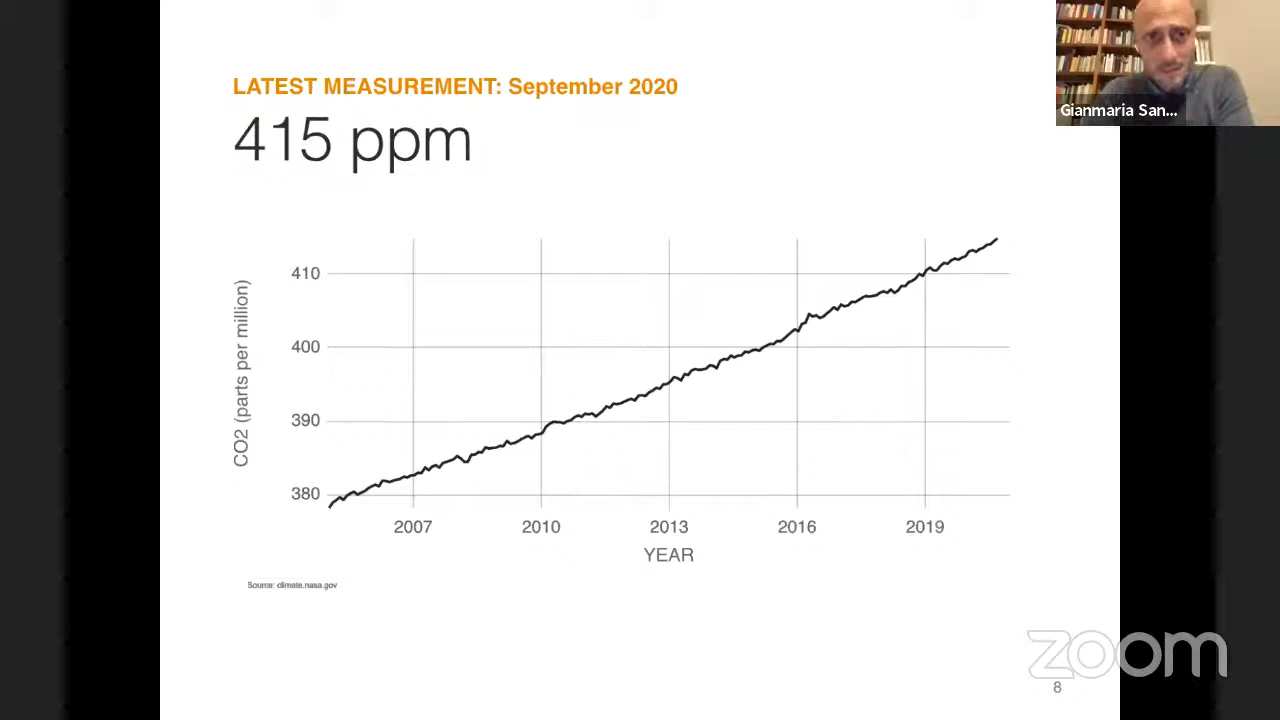 LATEST MEASUREMENT: September 2020
415 ppm
Gianmaria San...
CO2 (parts per million)
410
400
390
380
2007 2010 2013 2016 2019
YEAR
Source: climate.nasa.gov
zoom
8